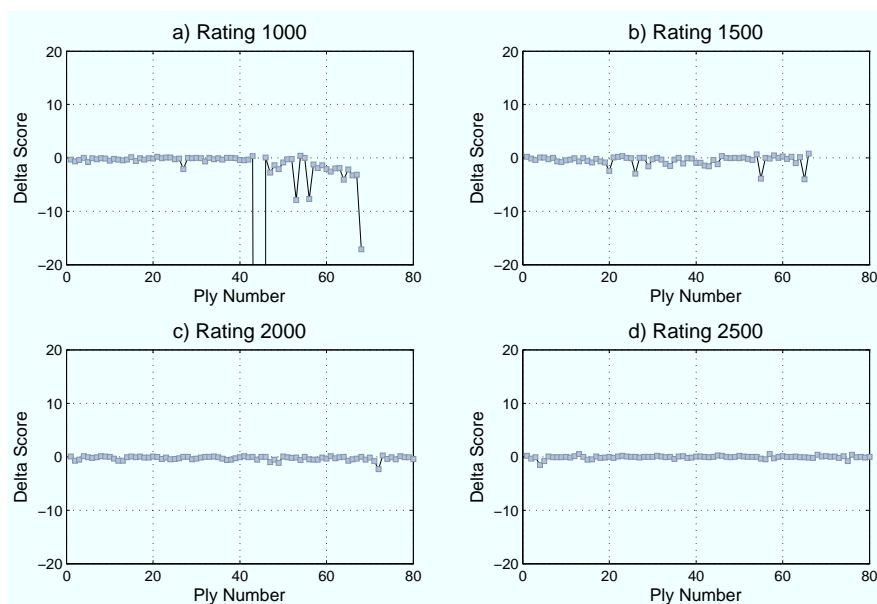 a) Rating 1000
20
10
0
−10
−20
Delta Score
0 20 40 60 80
Ply Number
b) Rating 1500
20
10
0
−10
−20
Delta Score
0 20 40 60 80
Ply Number
c) Rating 2000
20
10
0
−10
−20
Delta Score
0 20 40 60 80
Ply Number
d) Rating 2500
20
10
0
−10
−20
Delta Score
0 20 40 60 80
Ply Number